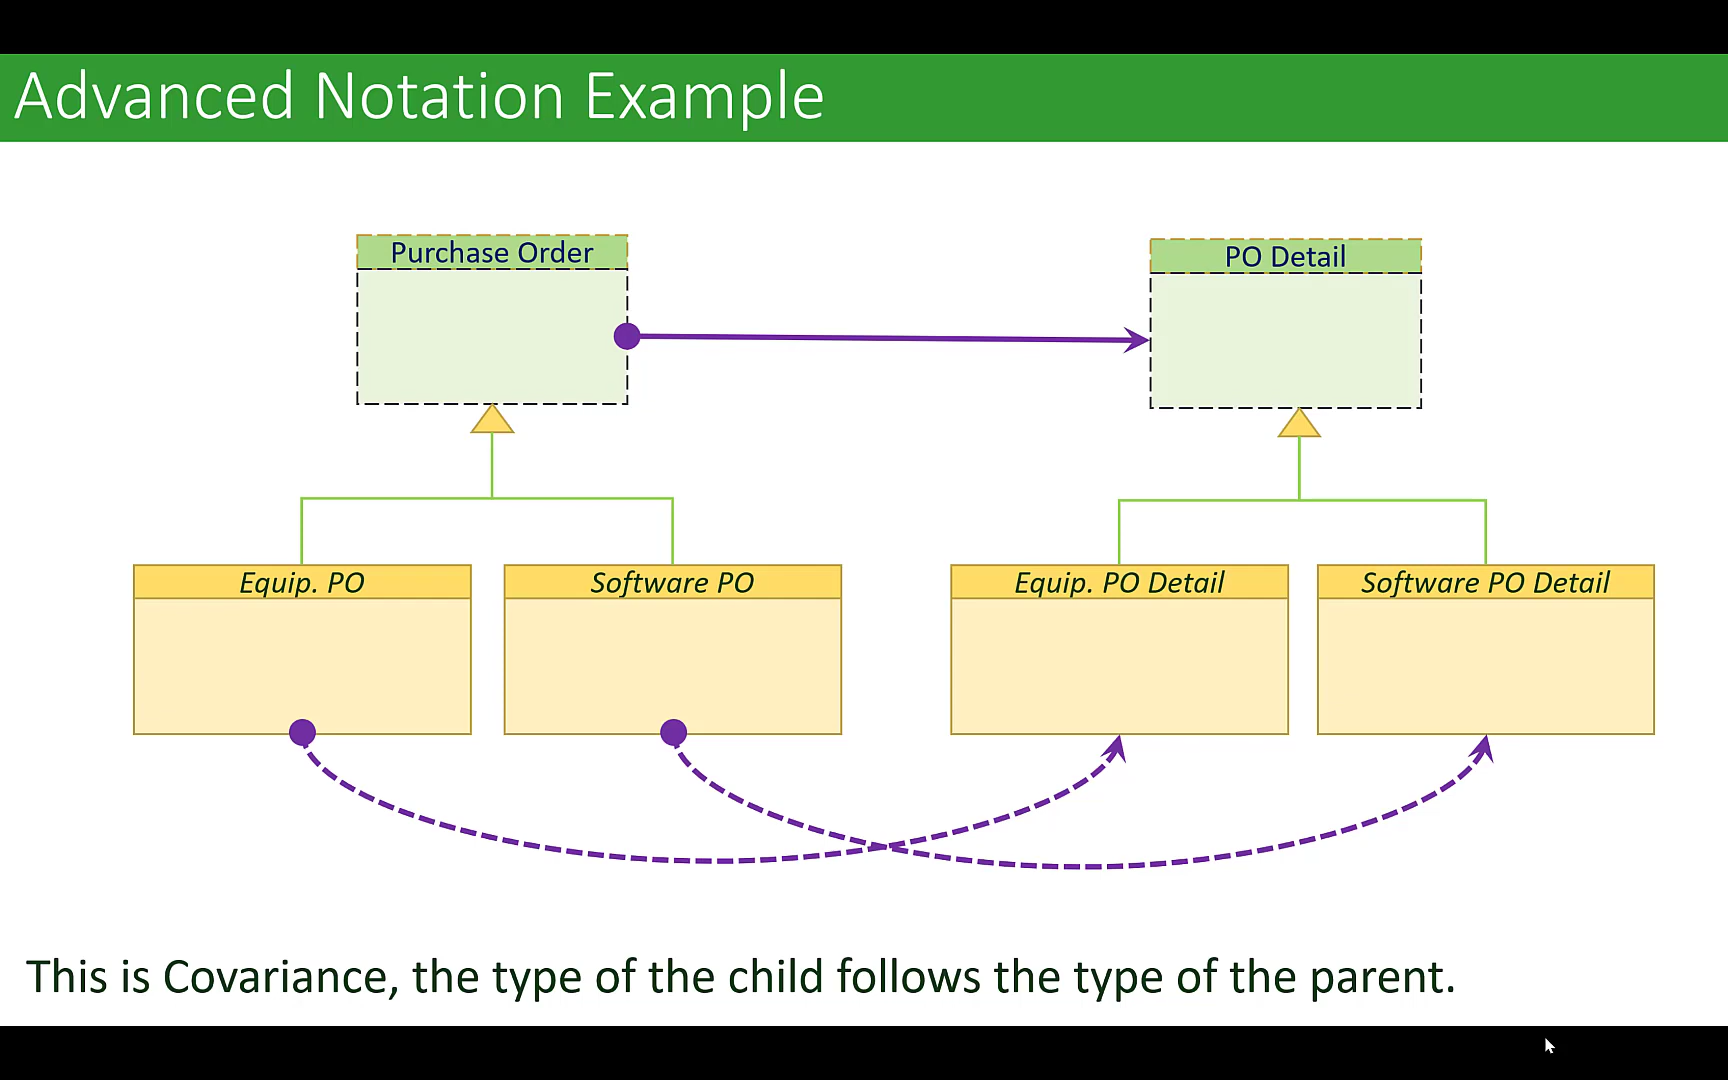 Advanced Notation Example
Purchase Order
PO Detail
Equip. PO
Software PO
Equip. PO Detail
Software PO Detail
This is Covariance, the type of the child follows the type of the parent.